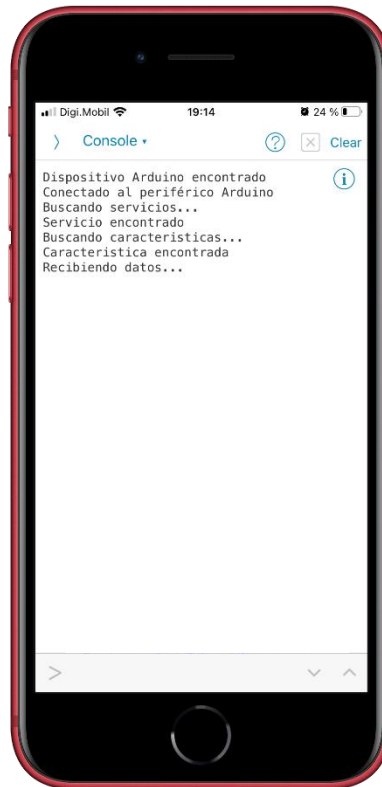 Digi.Mobil 19:14 24 %
〉 Console ▾ ? Clear
Dispositivo Arduino encontrado
Conectado al periférico Arduino
Buscando servicios...
Servicio encontrado
Buscando caracteristicas...
Caracteristica encontrada
Recibiendo datos...
>